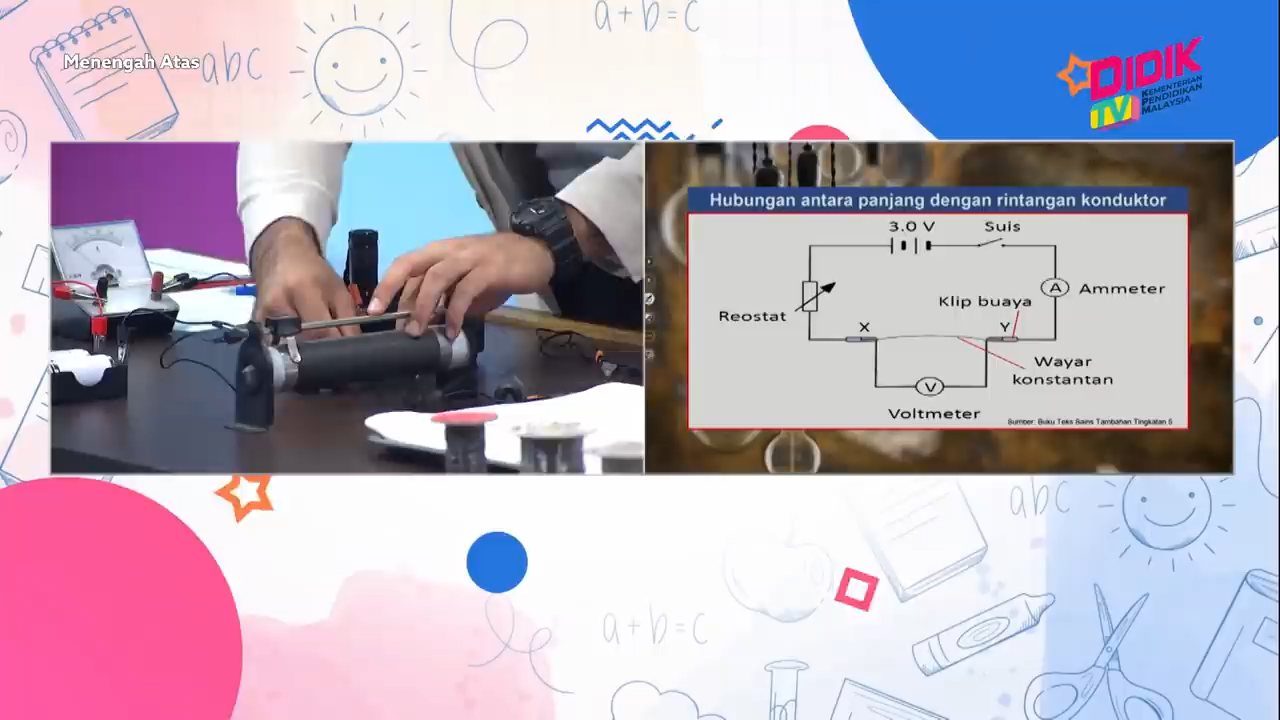 a+b=c
Menengah Atas
abc
DIDIK
TV
KEMENTERIAN
PENDIDIKAN
MALAYSIA
Hubungan antara panjang dengan rintangan konduktor
3.0 V
Suis
A
Ammeter
Klip buaya
Reostat
X
Y
Wayar
konstantan
V
Voltmeter
Sumber: Buku Teks Sains Tambahan Tingkatan 5
abc
a+b=c